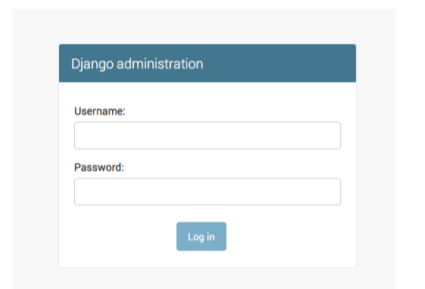 Django administration
Username:
Password:
Log in